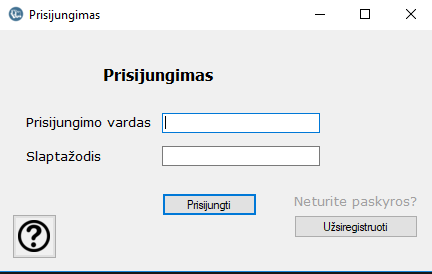 Prisijungimas
Prisijungimas
Prisijungimo vardas
Slaptažodis
Prisijungti
Neturite paskyros?
Užsiregistruoti
?